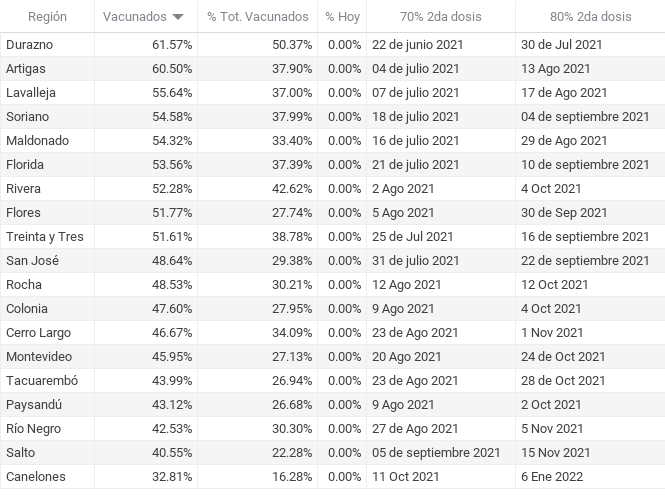 Región Vacunados % Tot. Vacunados % Hoy 70% 2da dosis 80% 2da dosis
Durazno 61.57% 50.37% 0.00% 22 de junio 2021 30 de Jul 2021
Artigas 60.50% 37.90% 0.00% 04 de julio 2021 13 Ago 2021
Lavalleja 55.64% 37.00% 0.00% 07 de julio 2021 17 de Ago 2021
Soriano 54.58% 37.99% 0.00% 18 de julio 2021 04 de septiembre 2021
Maldonado 54.32% 33.40% 0.00% 16 de julio 2021 29 de Ago 2021
Florida 53.56% 37.39% 0.00% 21 de julio 2021 10 de septiembre 2021
Rivera 52.28% 42.62% 0.00% 2 Ago 2021 4 Oct 2021
Flores 51.77% 27.74% 0.00% 5 Ago 2021 30 de Sep 2021
Treinta y Tres 51.61% 38.78% 0.00% 25 de Jul 2021 16 de septiembre 2021
San José 48.64% 29.38% 0.00% 31 de julio 2021 22 de septiembre 2021
Rocha 48.53% 30.21% 0.00% 12 Ago 2021 12 Oct 2021
Colonia 47.60% 27.95% 0.00% 9 Ago 2021 4 Oct 2021
Cerro Largo 46.67% 34.09% 0.00% 23 de Ago 2021 1 Nov 2021
Montevideo 45.95% 27.13% 0.00% 20 Ago 2021 24 de Oct 2021
Tacuarembó 43.99% 26.94% 0.00% 23 de Ago 2021 28 de Oct 2021
Paysandú 43.12% 26.68% 0.00% 9 Ago 2021 2 Oct 2021
Río Negro 42.53% 30.30% 0.00% 27 de Ago 2021 5 Nov 2021
Salto 40.55% 22.28% 0.00% 05 de septiembre 2021 15 Nov 2021
Canelones 32.81% 16.28% 0.00% 11 Oct 2021 6 Ene 2022